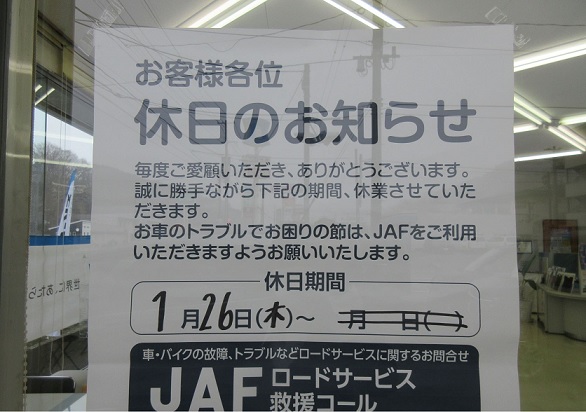 お客様各位
休日のお知らせ
毎度ご愛顧いただき、ありがとうございます。
誠に勝手ながら下記の期間、休業させていた
だきます。
お車のトラブルでお困りの節は、JAFをご利用
いただきますようお願いいたします。
休日期間
1月26日(木)～ 月 日( )
車・バイクの故障、トラブルなどロードサービスに関するお問合せ
JAF ロードサービス
救援コール
世界に、あたら